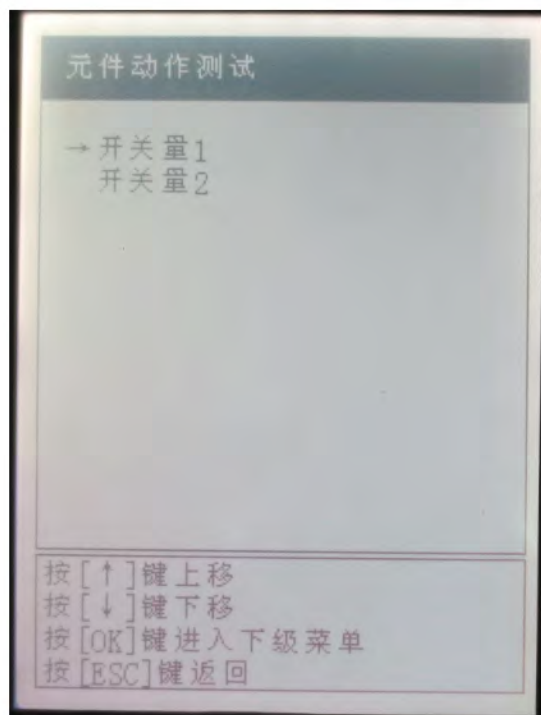 元件动作测试
→开关量1
开关量2
按[↑]键上移
按[↓]键下移
按[OK]键进入下级菜单
按[ESC]键返回